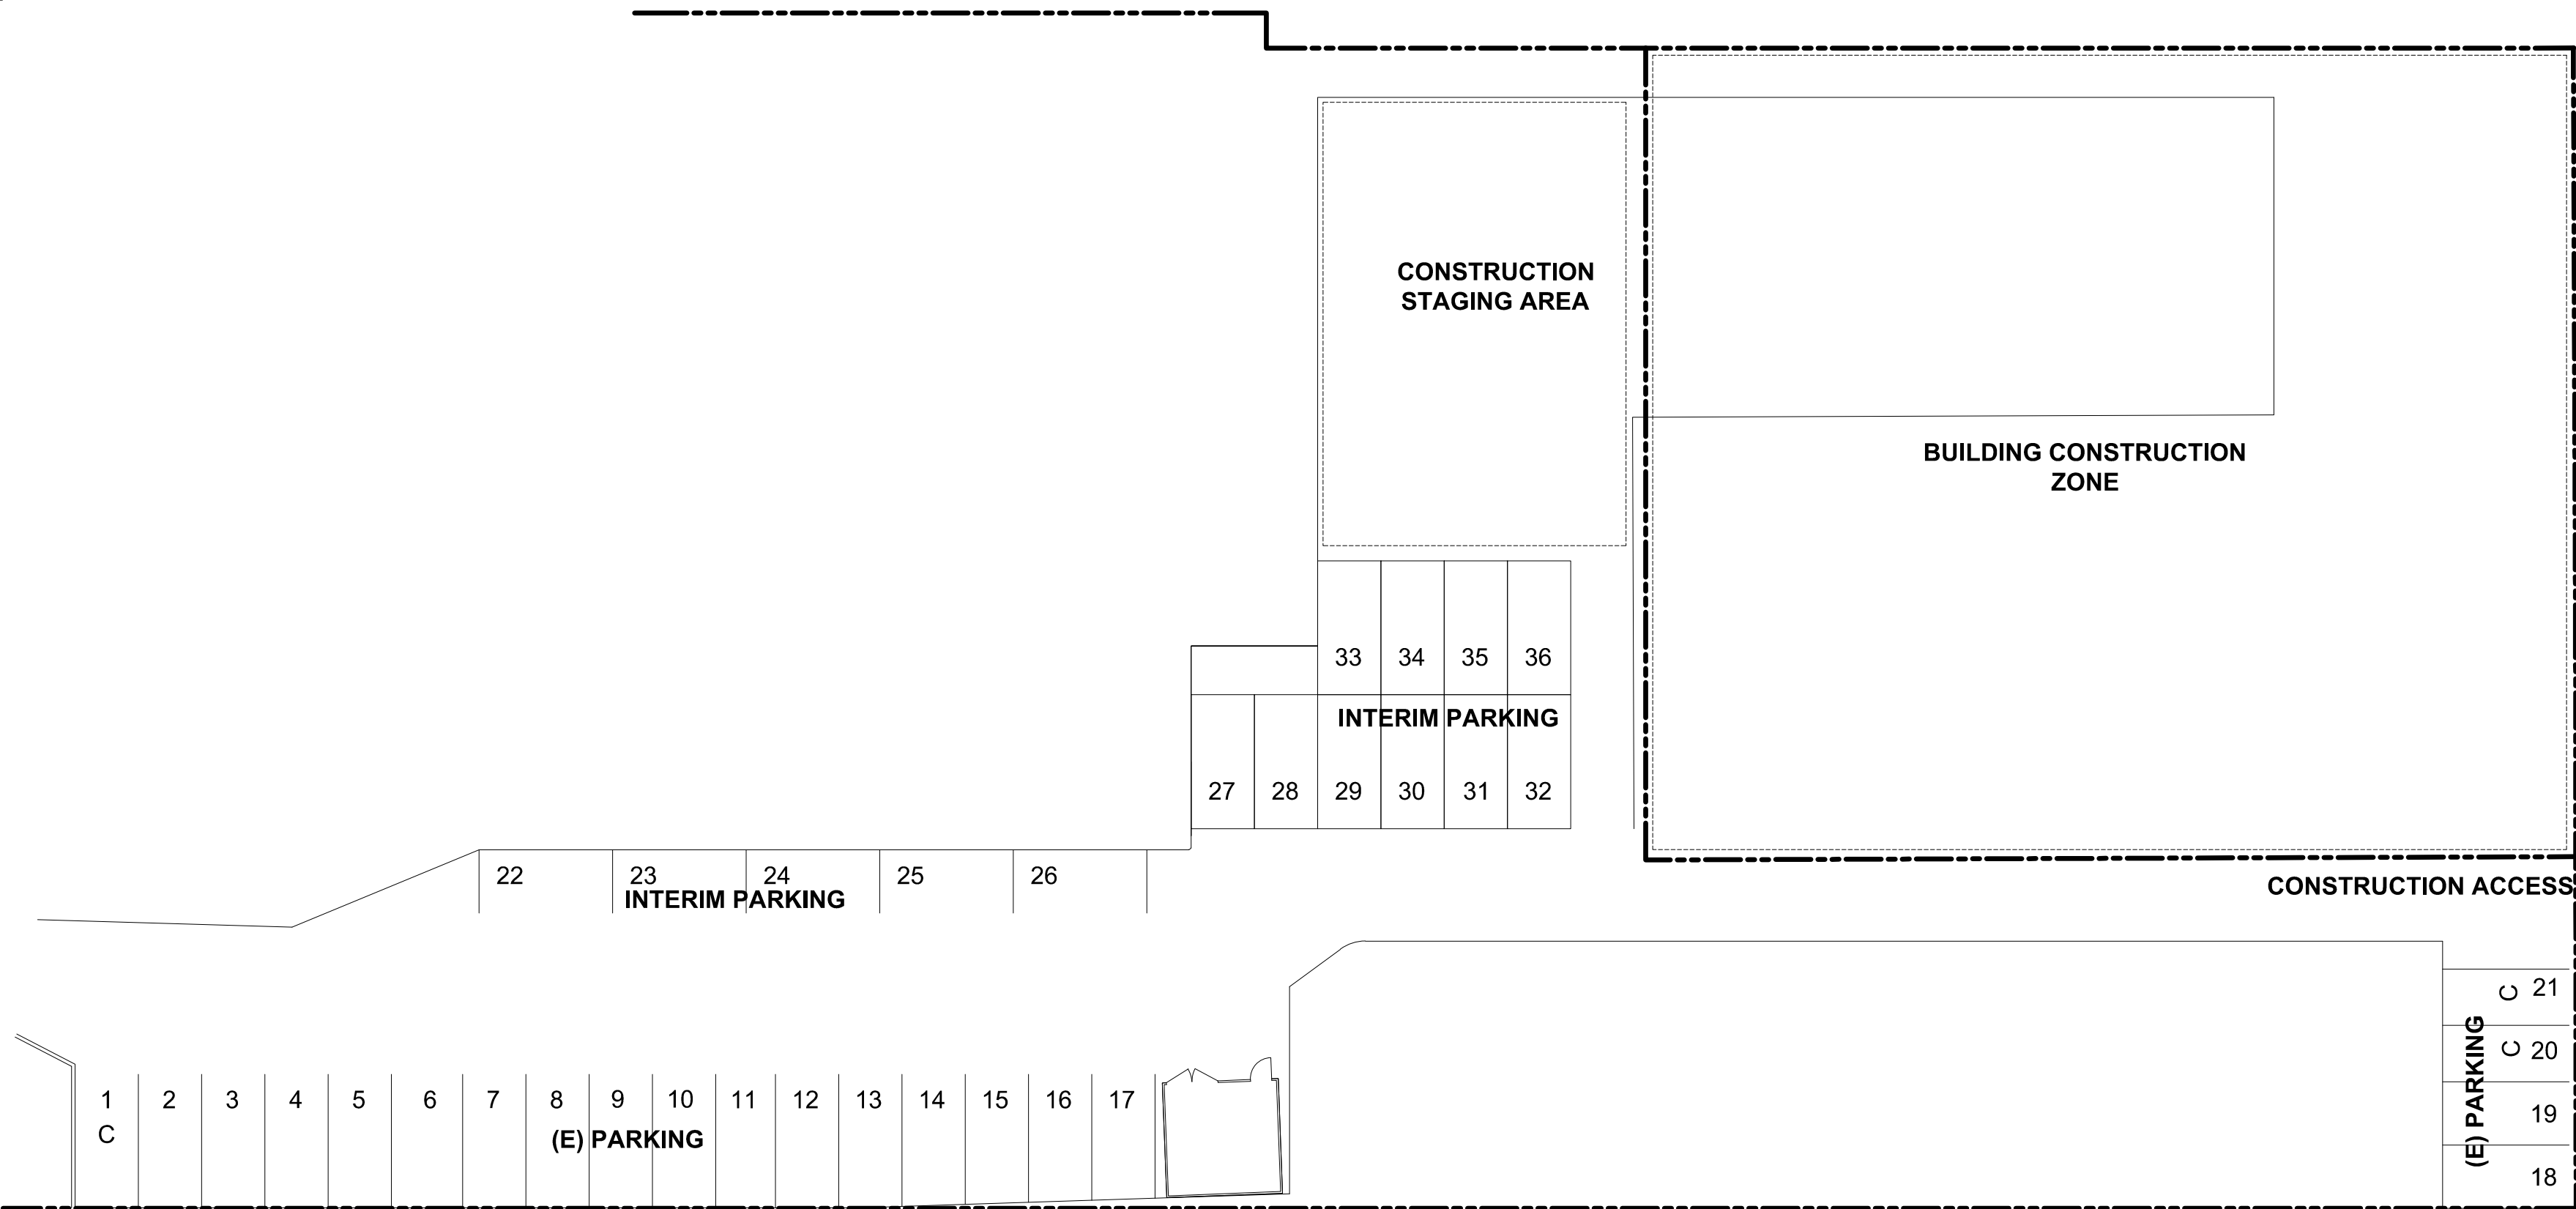 CONSTRUCTION
STAGING AREA
BUILDING CONSTRUCTION
ZONE
33 34 35 36
INTERIM PARKING
27 28 29 30 31 32
22 23 24 25 26
INTERIM PARKING
CONSTRUCTION ACCESS
C 21
C 20
19
18
(E) PARKING
1 2 3 4 5 6 7 8 9 10 11 12 13 14 15 16 17
C
(E) PARKING